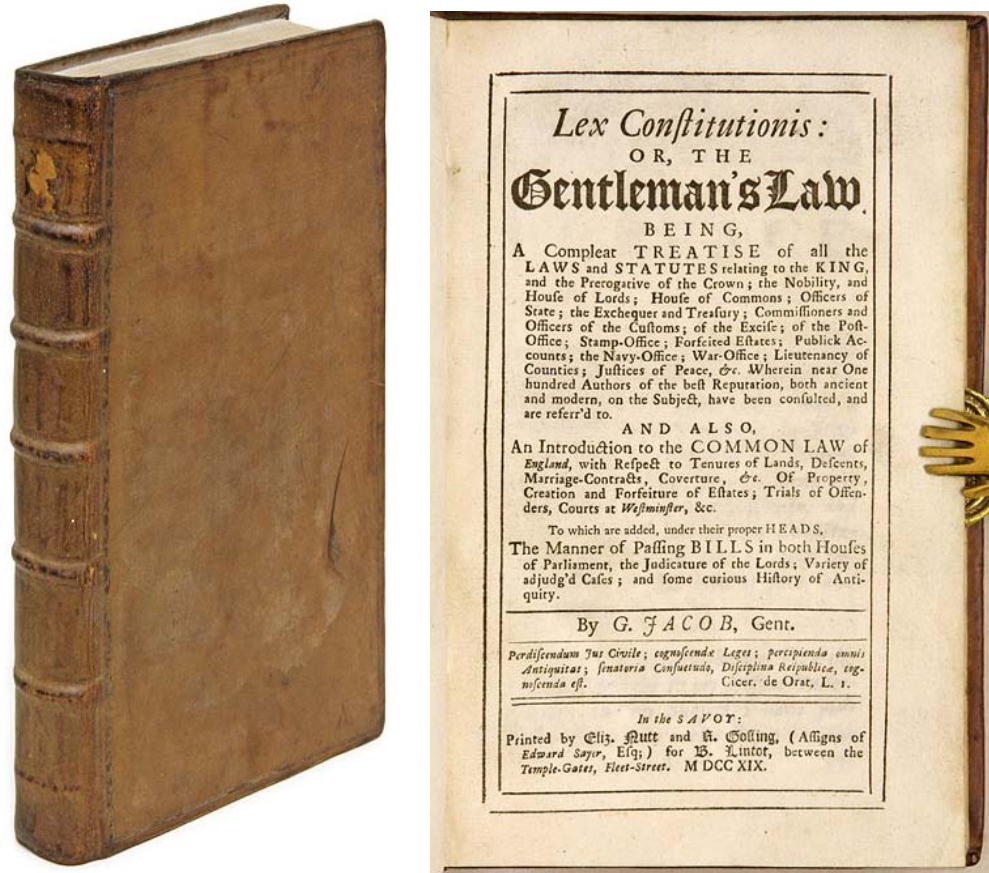 Lex Conſtitutionis:
OR, THE
Gentleman's Law.
BEING,
A Compleat TREATISE of all the
LAWS and STATUTES relating to the KING,
and the Prerogative of the Crown; the Nobility, and
Houſe of Lords; Houſe of Commons; Officers of
State; the Exchequer and Treaſury; Commiſſioners and
Officers of the Cuſtoms; of the Exciſe; of the Poſt-
Office; Stamp-Office; Forfeited Eſtates; Publick Ac-
counts; the Navy-Office; War-Office; Lieutenancy of
Counties; Juſtices of Peace, &c. Wherein near One
hundred Authors of the beſt Reputation, both ancient
and modern, on the Subject, have been conſulted, and
are referr'd to.
AND ALSO,
An Introduction to the COMMON LAW of
England, with Reſpect to Tenures of Lands, Deſcents,
Marriage-Contracts, Coverture, &c. Of Property,
Creation and Forfeiture of Eſtates; Trials of Offen-
ders, Courts at Weſtminſter, &c.
To which are added, under their proper HEADS,
The Manner of Paſſing BILLS in both Houſes
of Parliament, the Judicature of the Lords; Variety of
adjudg'd Caſes; and ſome curious Hiſtory of Anti-
quity.
By G. JACOB, Gent.
Perdiſcendum Jus Civile; cognoſcendæ Leges; percipienda omnis
Antiquitas; ſenatoria Conſuetudo, Diſciplina Reipublicæ, cog-
noſcenda eſt. Cicer. de Orat, L. 1.
In the SAVOY:
Printed by Eliz. Nutt and R. Goſling, (Aſſigns of
Edward Sayer, Eſq;) for B. Lintot, between the
Temple-Gates, Fleet-Street. M DCC XIX.